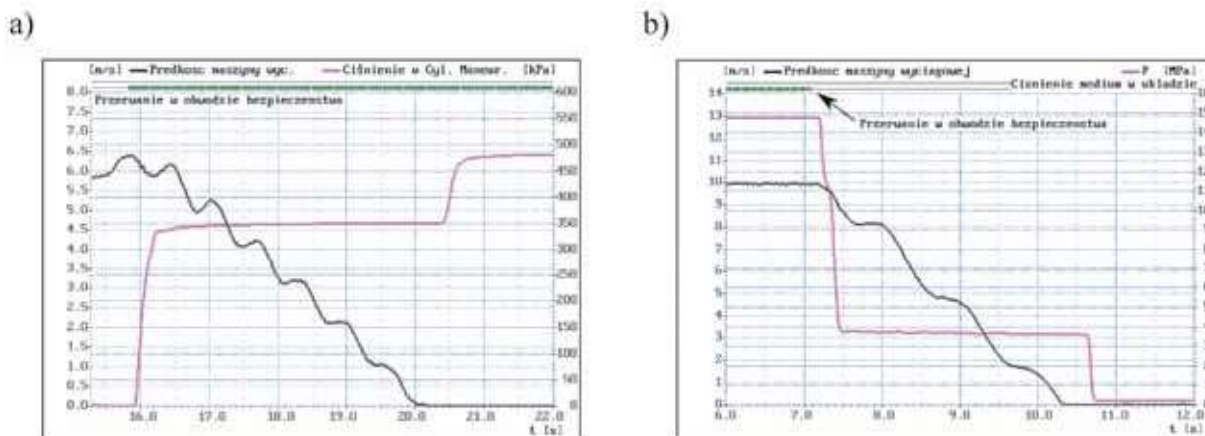 a)
[m/s] Predkosc maszyny wyc. Ciśnienie w Cyl. Manewr. [kPa]
8.0 600
Przerwanie w obwodzie bezpieczenstwa
7.5
7.0
6.5 500
6.0 450
5.5
5.0
4.5 350
4.0 300
3.5
3.0 250
2.5
2.0 150
1.5
1.0 100
0.5 50
0.0 0
16.0 17.0 18.0 19.0 20.0 21.0 22.0
t [s]
b)
[m/s] Predkosc maszyny wyciagowej P [MPa]
Cisnienie medium w ukladzie
14
Przerwanie w obwodzie bezpieczenstwa
13
12
11
10
9
8
7
6
5
4
3
2
1
0
6.0 7.0 8.0 9.0 10.0 11.0 12.0
t [s]